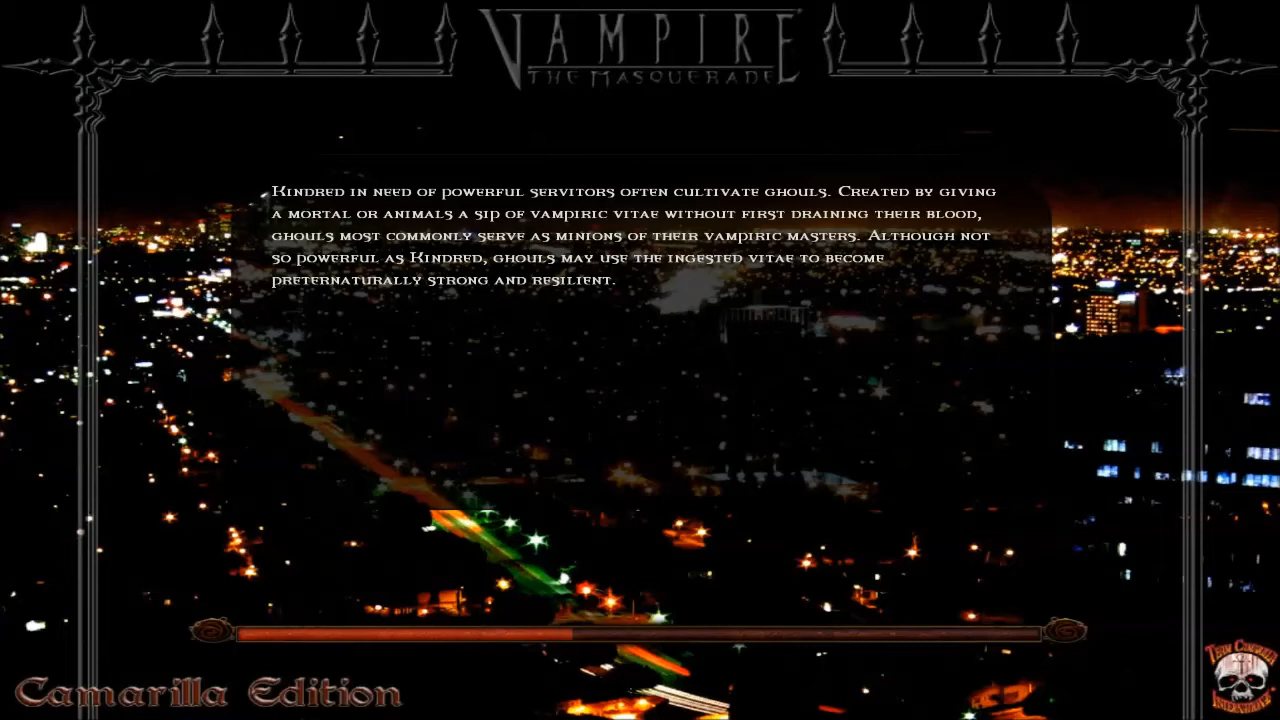 VAMPIRE
THE MASQUERADE
Kindred in need of powerful servitors often cultivate ghouls. Created by giving
a mortal or animals a sip of vampiric vitae without first draining their blood,
ghouls most commonly serve as minions of their vampiric masters. Although not
so powerful as Kindred, ghouls may use the ingested vitae to become
preternaturally strong and resilient.
Camarilla Edition
Team Camarilla
International